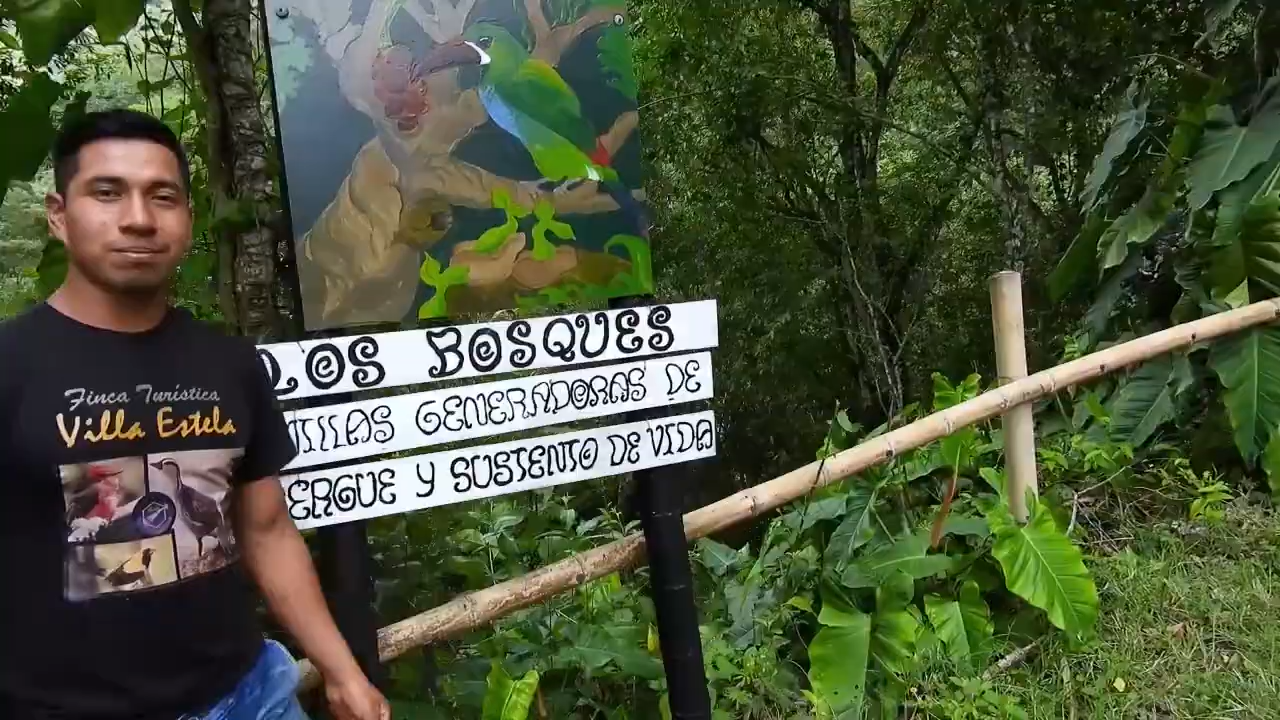 Finca Turística
Villa Estela
LOS BOSQUES
GENERADORAS DE
Y SUSTENTO DE VIDA